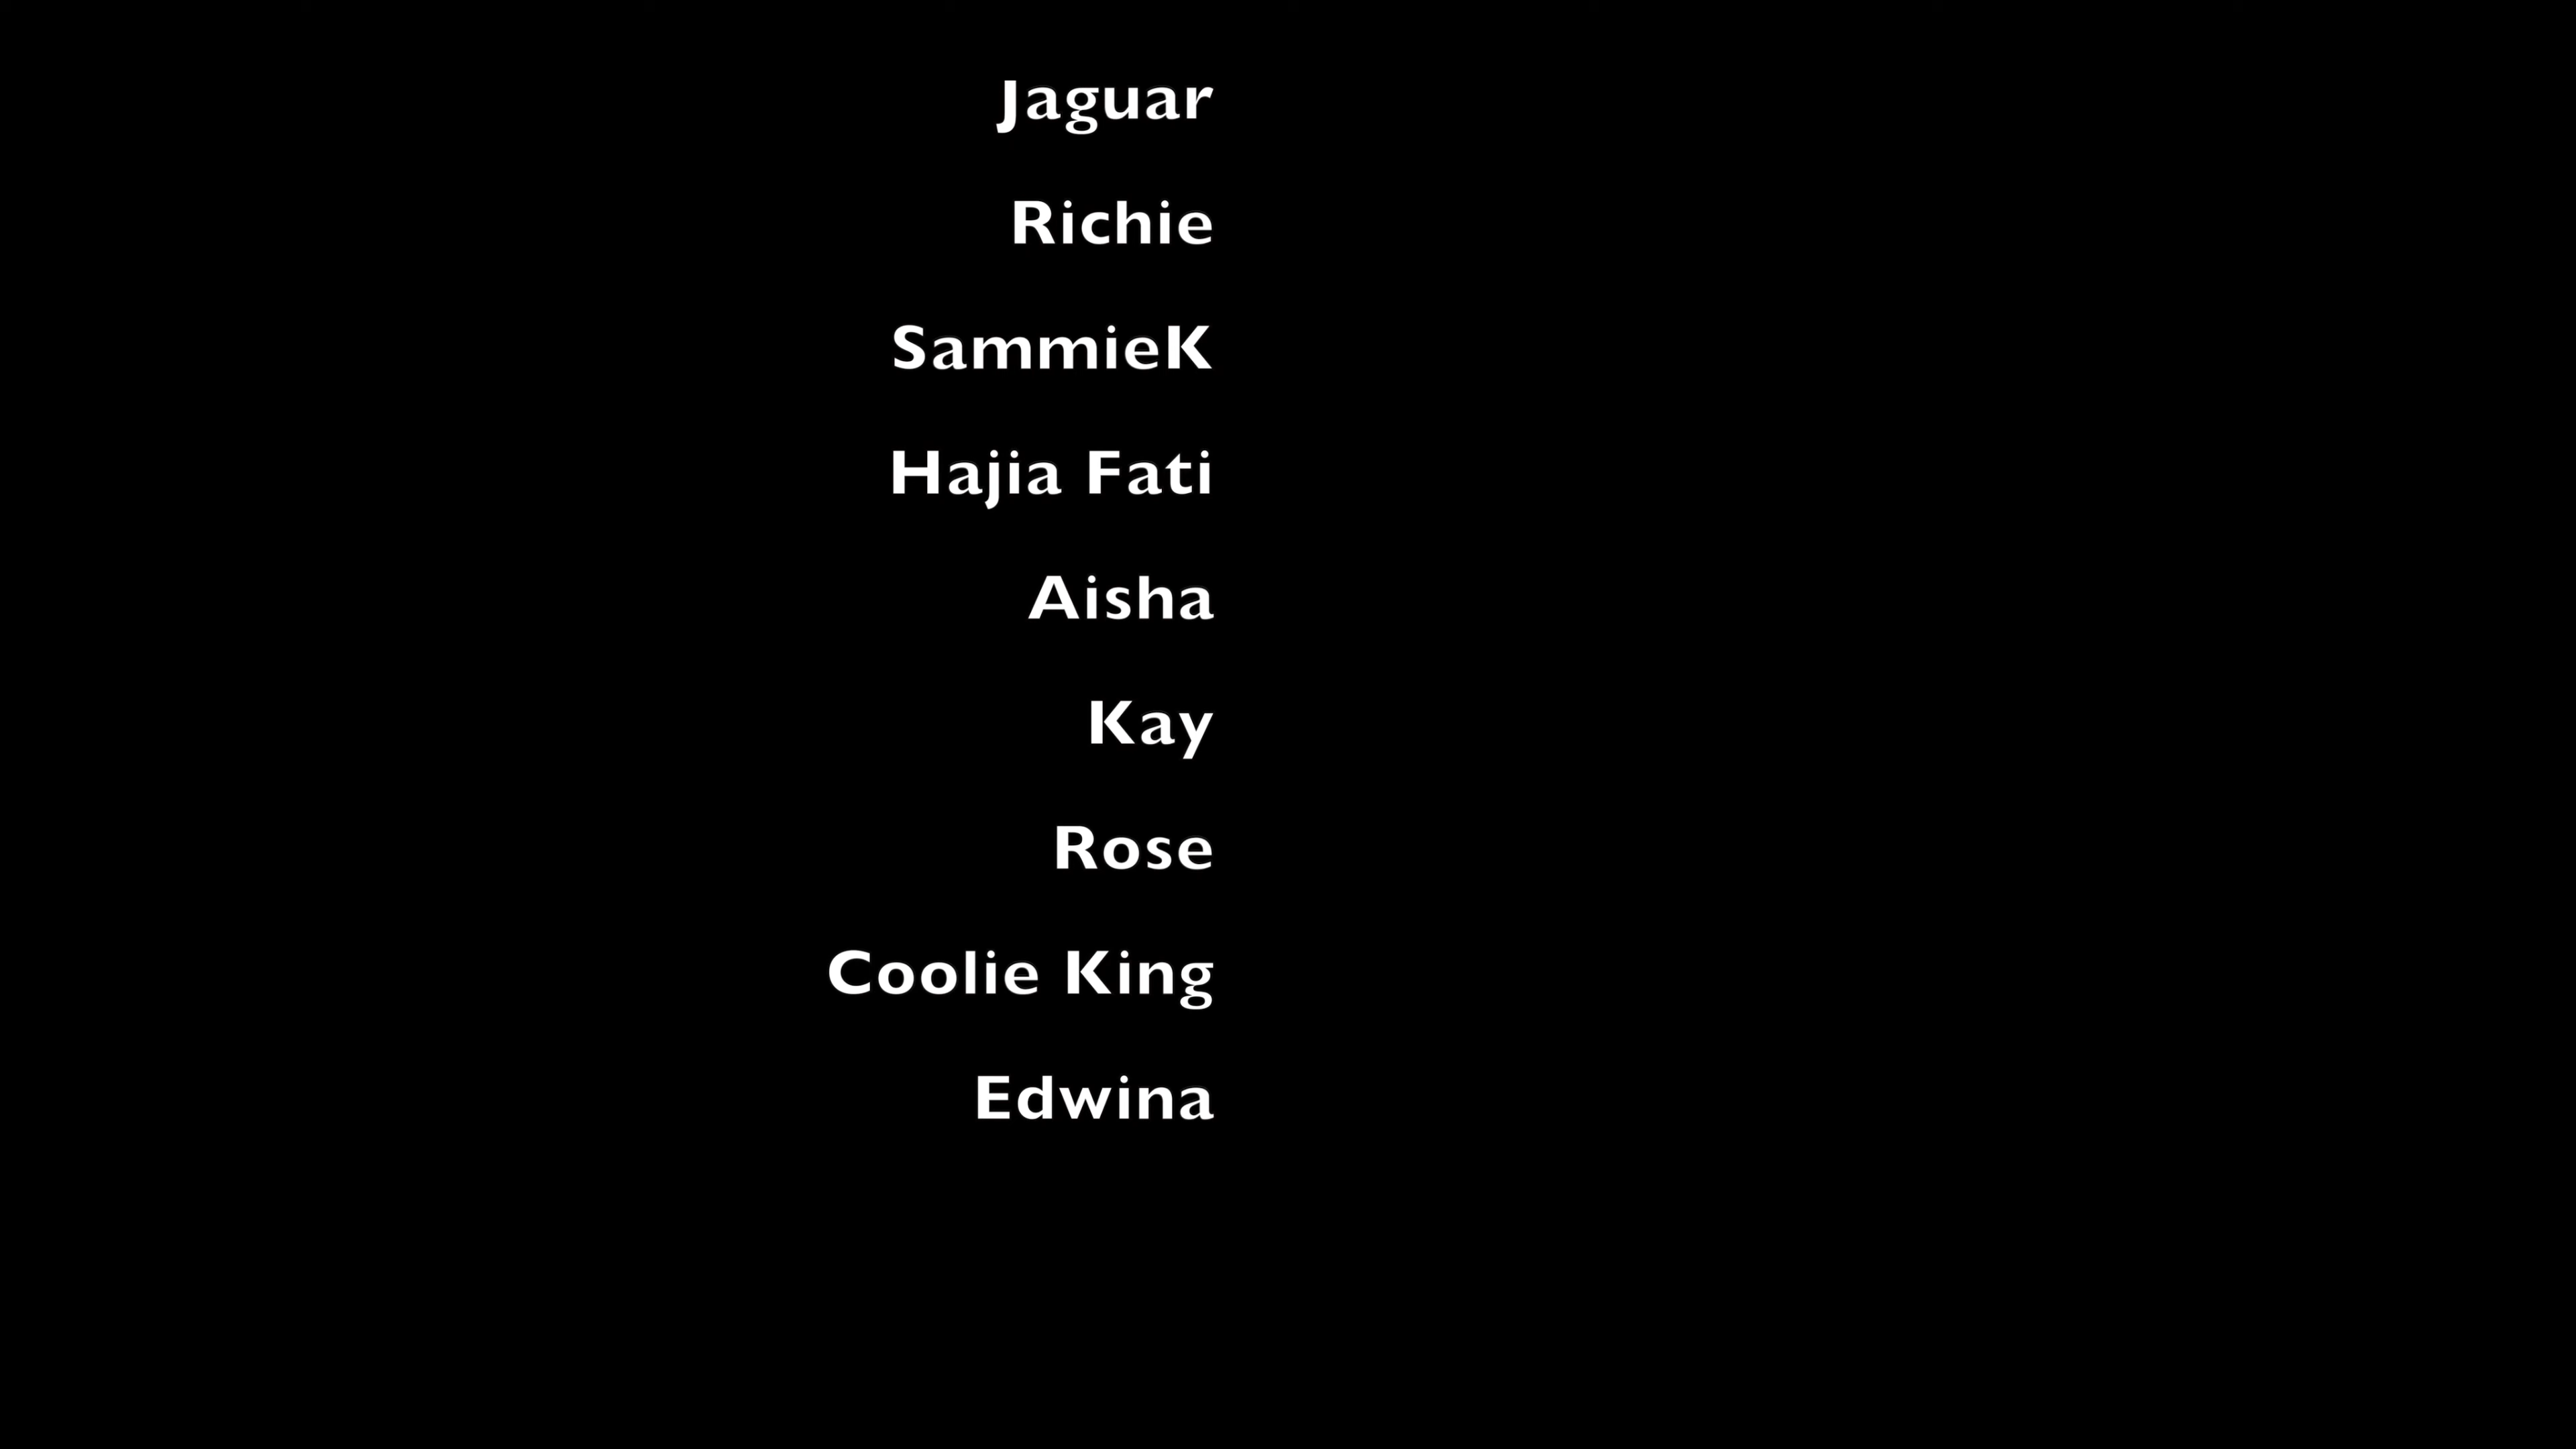 Jaguar
Richie
SammieK
Hajia Fati
Aisha
Kay
Rose
Coolie King
Edwina